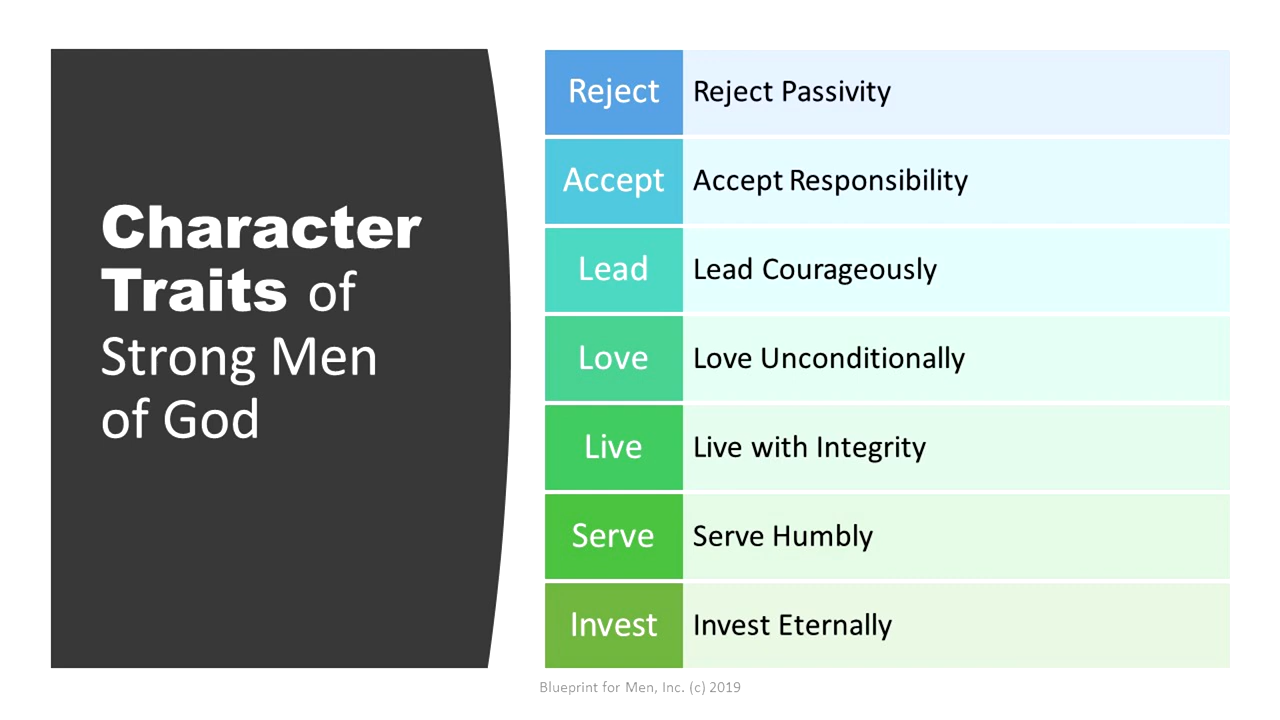 Character
Traits of
Strong Men
of God
Reject
Reject Passivity
Accept
Accept Responsibility
Lead
Lead Courageously
Love
Love Unconditionally
Live
Live with Integrity
Serve
Serve Humbly
Invest
Invest Eternally
Blueprint for Men, Inc. (c) 2019